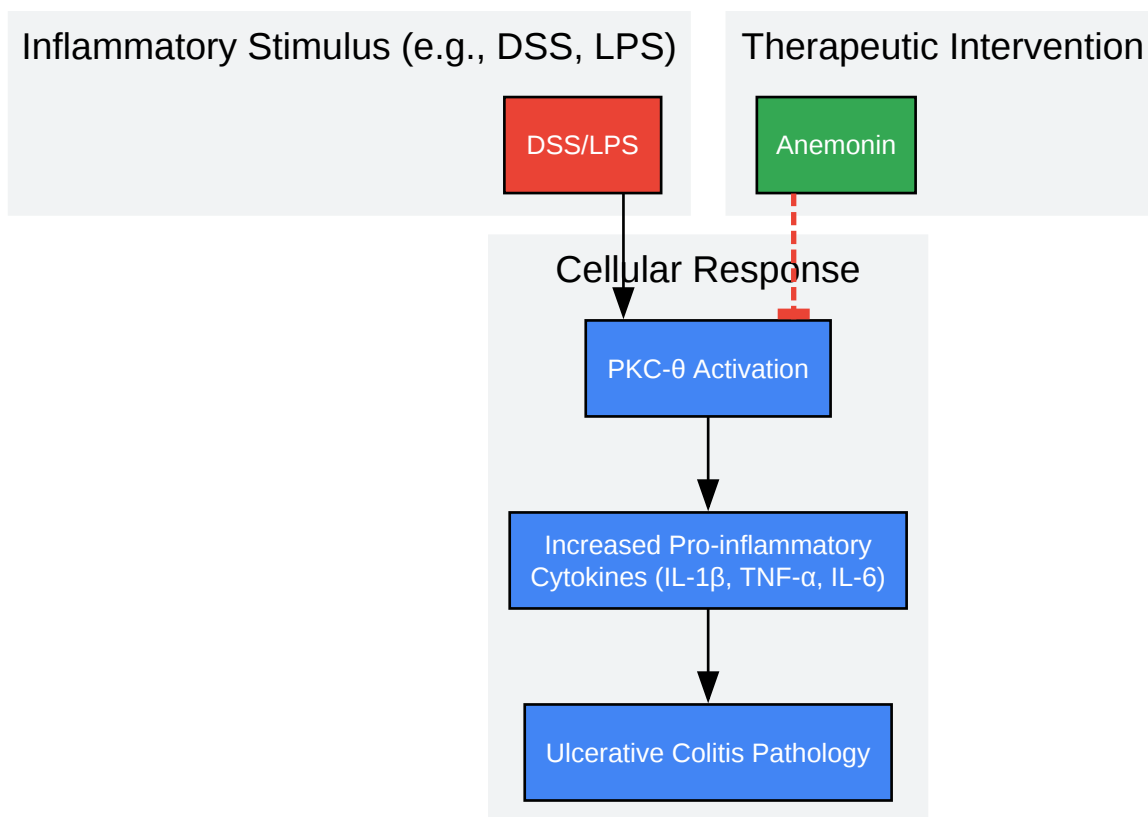 Inflammatory Stimulus (e.g., DSS, LPS)
Therapeutic Intervention
DSS/LPS
Anemonin
Cellular Response
PKC-θ Activation
Increased Pro-inflammatory
Cytokines (IL-1β, TNF-α, IL-6)
Ulcerative Colitis Pathology